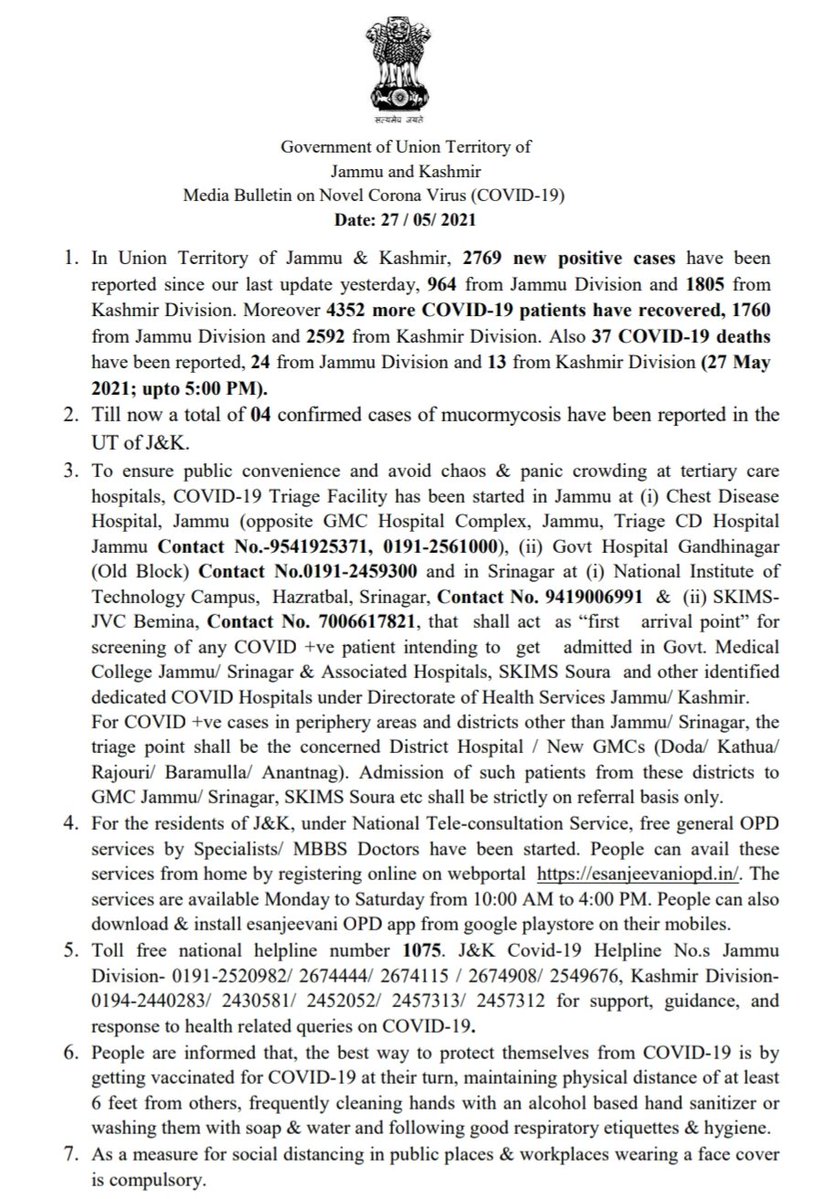 सत्यमेव जयते
Government of Union Territory of
Jammu and Kashmir
Media Bulletin on Novel Corona Virus (COVID-19)
Date: 27 / 05/ 2021
1. In Union Territory of Jammu & Kashmir, 2769 new positive cases have been
reported since our last update yesterday, 964 from Jammu Division and 1805 from
Kashmir Division. Moreover 4352 more COVID-19 patients have recovered, 1760
from Jammu Division and 2592 from Kashmir Division. Also 37 COVID-19 deaths
have been reported, 24 from Jammu Division and 13 from Kashmir Division (27 May
2021; upto 5:00 PM).
2. Till now a total of 04 confirmed cases of mucormycosis have been reported in the
UT of J&K.
3. To ensure public convenience and avoid chaos & panic crowding at tertiary care
hospitals, COVID-19 Triage Facility has been started in Jammu at (i) Chest Disease
Hospital, Jammu (opposite GMC Hospital Complex, Jammu, Triage CD Hospital
Jammu Contact No.-9541925371, 0191-2561000), (ii) Govt Hospital Gandhinagar
(Old Block) Contact No.0191-2459300 and in Srinagar at (i) National Institute of
Technology Campus, Hazratbal, Srinagar, Contact No. 9419006991 & (ii) SKIMS-
JVC Bemina, Contact No. 7006617821, that shall act as “first arrival point” for
screening of any COVID +ve patient intending to get admitted in Govt. Medical
College Jammu/ Srinagar & Associated Hospitals, SKIMS Soura and other identified
dedicated COVID Hospitals under Directorate of Health Services Jammu/ Kashmir.
For COVID +ve cases in periphery areas and districts other than Jammu/ Srinagar, the
triage point shall be the concerned District Hospital / New GMCs (Doda/ Kathua/
Rajouri/ Baramulla/ Anantnag). Admission of such patients from these districts to
GMC Jammu/ Srinagar, SKIMS Soura etc shall be strictly on referral basis only.
4. For the residents of J&K, under National Tele-consultation Service, free general OPD
services by Specialists/ MBBS Doctors have been started. People can avail these
services from home by registering online on webportal https://esanjeevaniopd.in/. The
services are available Monday to Saturday from 10:00 AM to 4:00 PM. People can also
download & install esanjeevani OPD app from google playstore on their mobiles.
5. Toll free national helpline number 1075. J&K Covid-19 Helpline No.s Jammu
Division- 0191-2520982/ 2674444/ 2674115 / 2674908/ 2549676, Kashmir Division-
0194-2440283/ 2430581/ 2452052/ 2457313/ 2457312 for support, guidance, and
response to health related queries on COVID-19.
6. People are informed that, the best way to protect themselves from COVID-19 is by
getting vaccinated for COVID-19 at their turn, maintaining physical distance of at least
6 feet from others, frequently cleaning hands with an alcohol based hand sanitizer or
washing them with soap & water and following good respiratory etiquettes & hygiene.
7. As a measure for social distancing in public places & workplaces wearing a face cover
is compulsory.